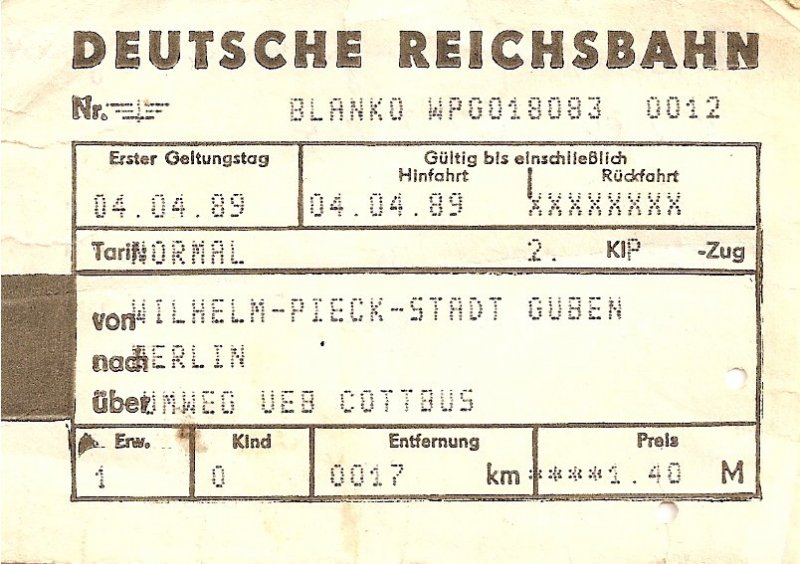 DEUTSCHE REICHSBAHN
Nr. BLANKO WPG018083 0012
Erster Geltungstag Gültig bis einschließlich
Hinfahrt Rückfahrt
04.04.89 04.04.89 XXXXXXXX
Tarif NORMAL 2. Kl P -Zug
von WILHELM-PIECK-STADT GUBEN
nach BERLIN
über UMWEG UEB COTTBUS
Erw. Kind Entfernung Preis
1 0 0017 km ****1.40 M